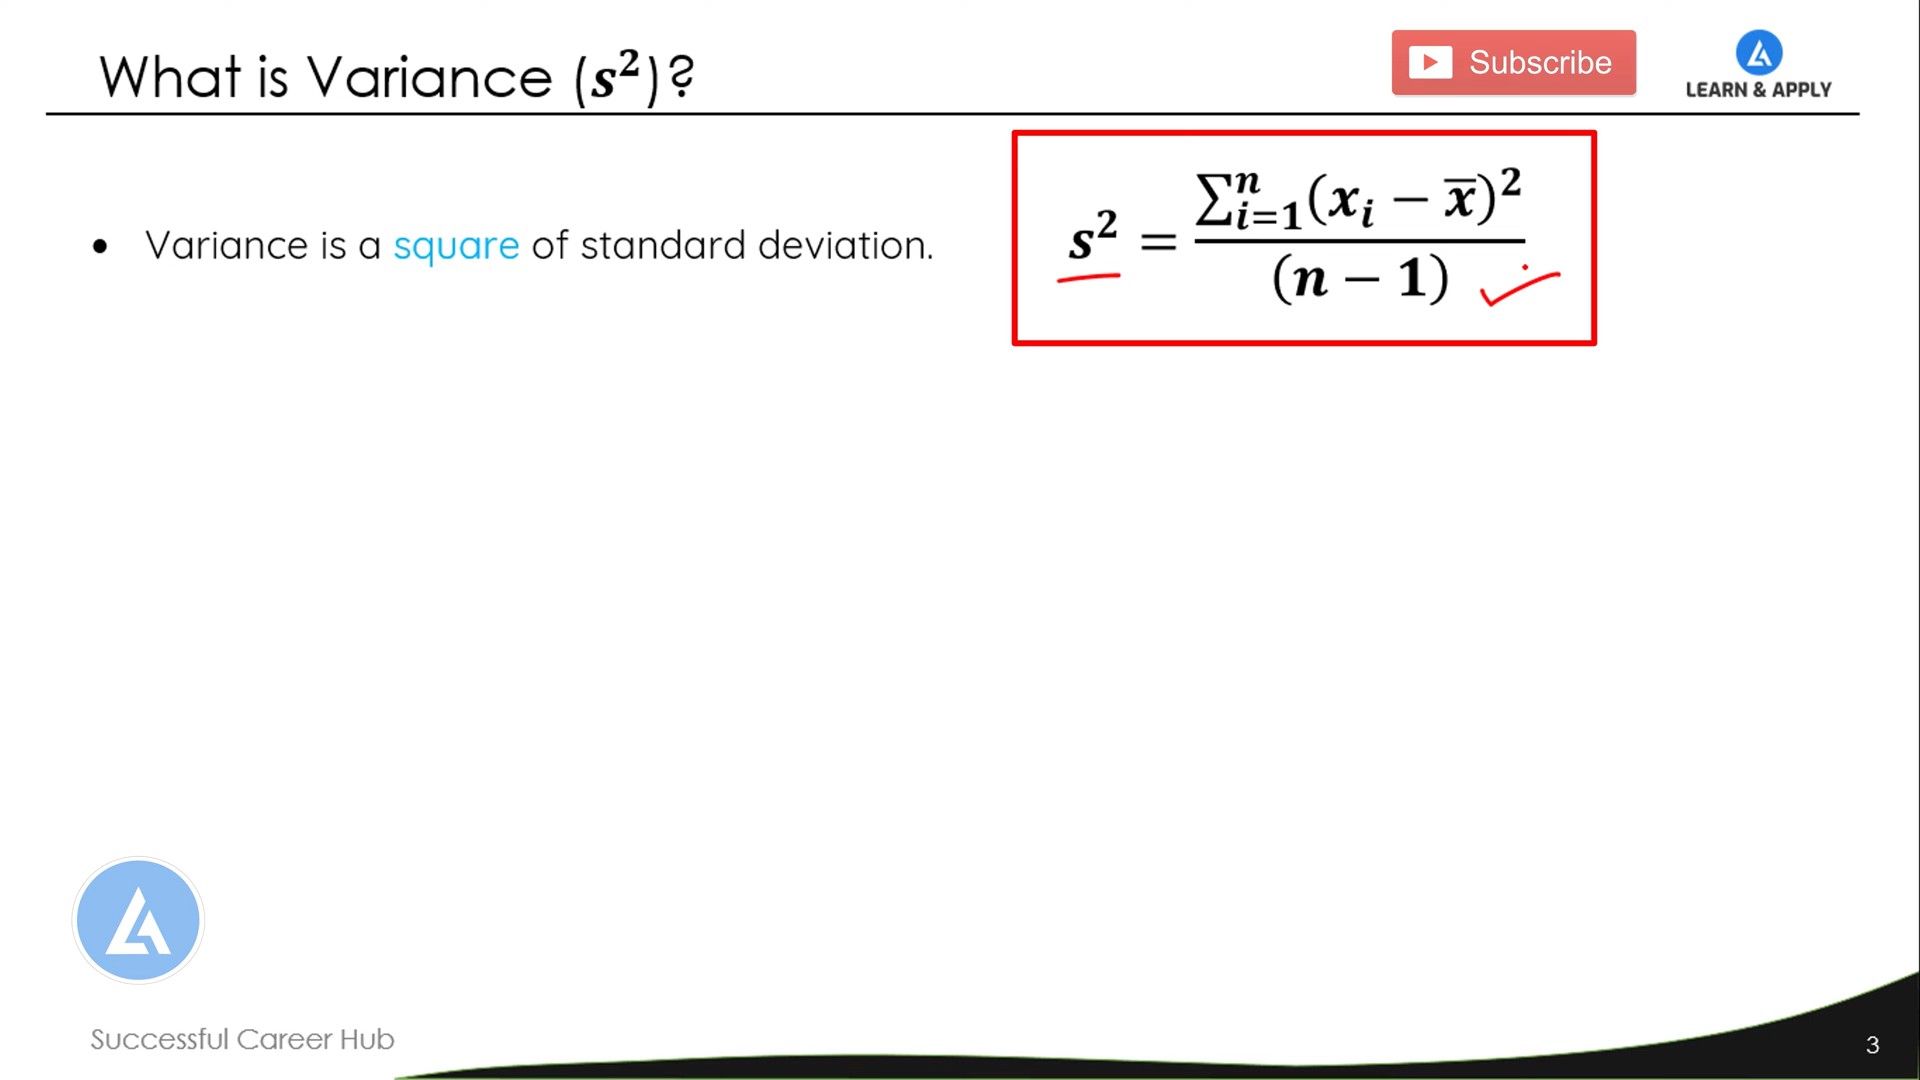 What is Variance (s²)?
Subscribe
LEARN & APPLY
• Variance is a square of standard deviation.
s² = ∑ⁿᵢ₌₁(xᵢ − x̅)² / (n − 1)
Successful Career Hub
3